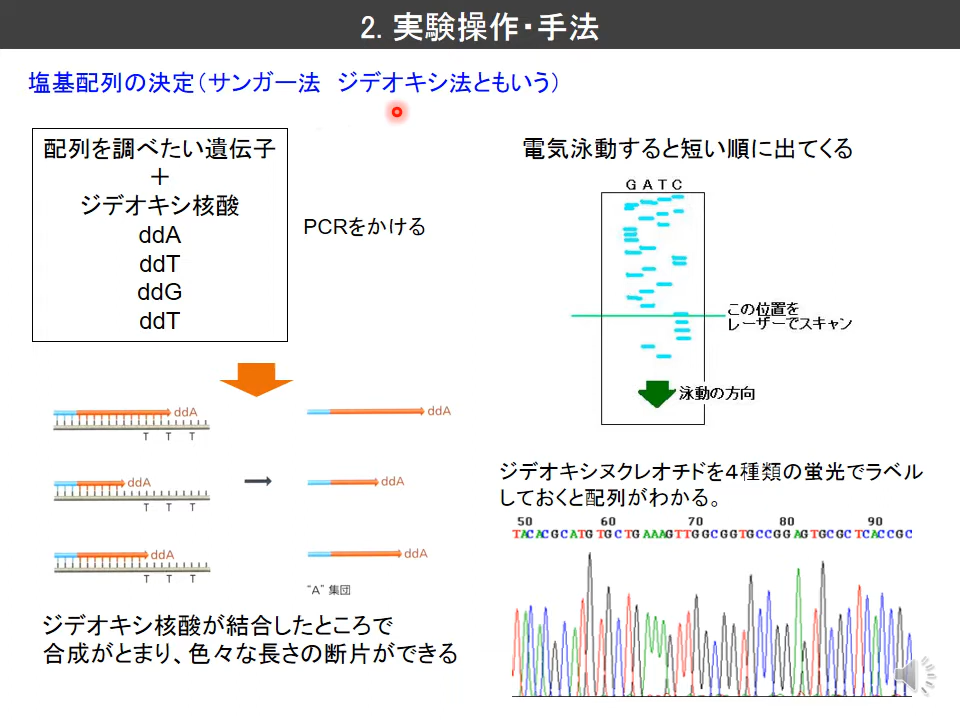 2. 実験操作・手法
塩基配列の決定（サンガー法　ジデオキシ法ともいう）
配列を調べたい遺伝子
＋
ジデオキシ核酸
ddA
ddT
ddG
ddT
PCRをかける
ddA
T T T
ddA
ddA
T T T
ddA
ddA
T T T
ddA
"A" 集団
ジデオキシ核酸が結合したところで
合成がとまり、色々な長さの断片ができる
電気泳動すると短い順に出てくる
G A T C
この位置を
レーザーでスキャン
泳動の方向
ジデオキシヌクレオチドを４種類の蛍光でラベル
しておくと配列がわかる。
50 60 70 80 90
TACACGCATGTGCTGAAAGTTGGCGGTGCCGGAGTGCGCTCACCGC